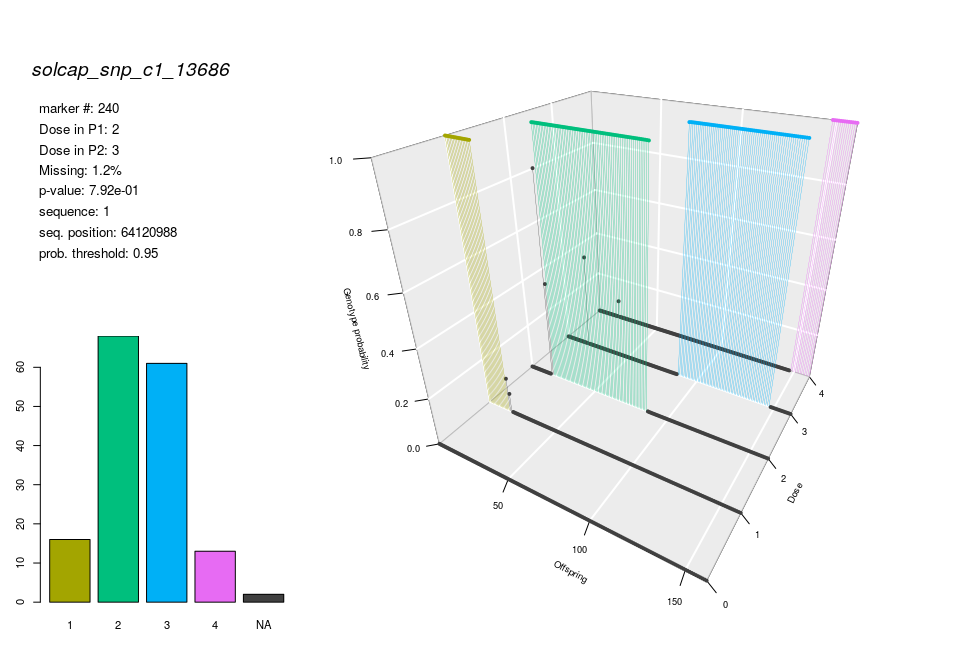 solcap_snp_c1_13686
marker #: 240
Dose in P1: 2
Dose in P2: 3
Missing: 1.2%
p-value: 7.92e-01
sequence: 1
seq. position: 64120988
prob. threshold: 0.95
60
50
40
30
20
10
0
1 2 3 4 NA
1.0
0.8
0.6
0.4
0.2
0.0
Genotype probability
50
100
150
Offspring
0
1
2
3
4
Dose